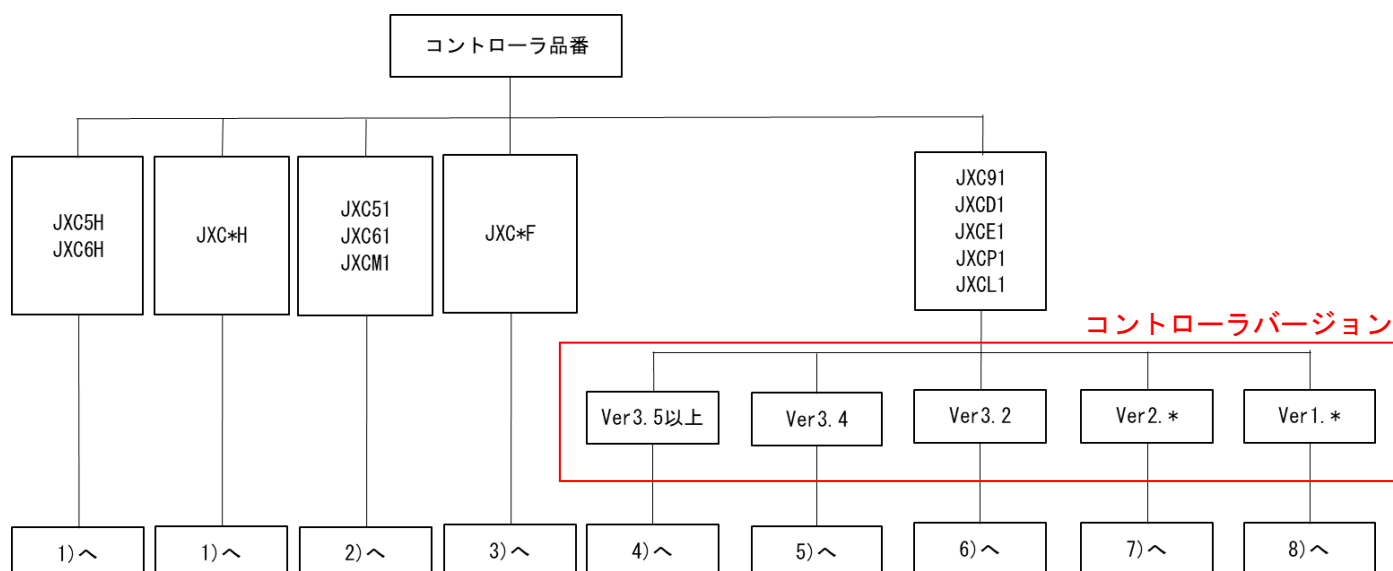 コントローラ品番
JXC5H
JXC6H
JXC*H
JXC51
JXC61
JXCM1
JXC*F
JXC91
JXCD1
JXCE1
JXCP1
JXCL1
コントローラバージョン
Ver3.5以上
Ver3.4
Ver3.2
Ver2.*
Ver1.*
1)へ
1)へ
2)へ
3)へ
4)へ
5)へ
6)へ
7)へ
8)へ